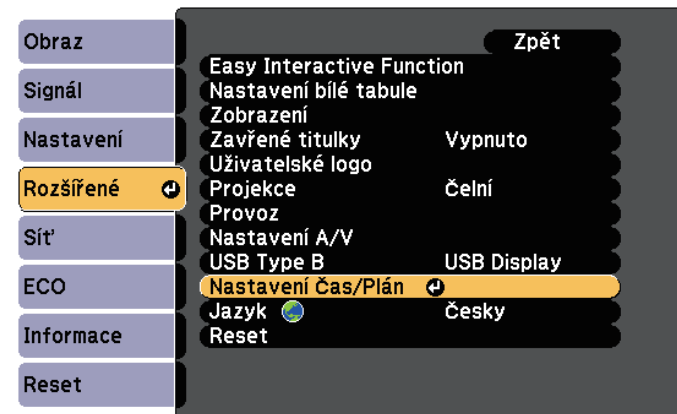 Obraz
Signál
Nastavení
Rozšířené
Síť
ECO
Informace
Reset
Zpět
Easy Interactive Function
Nastavení bílé tabule
Zobrazení
Zavřené titulky Vypnuto
Uživatelské logo
Projekce Čelní
Provoz
Nastavení A/V
USB Type B USB Display
Nastavení Čas/Plán
Jazyk Česky
Reset